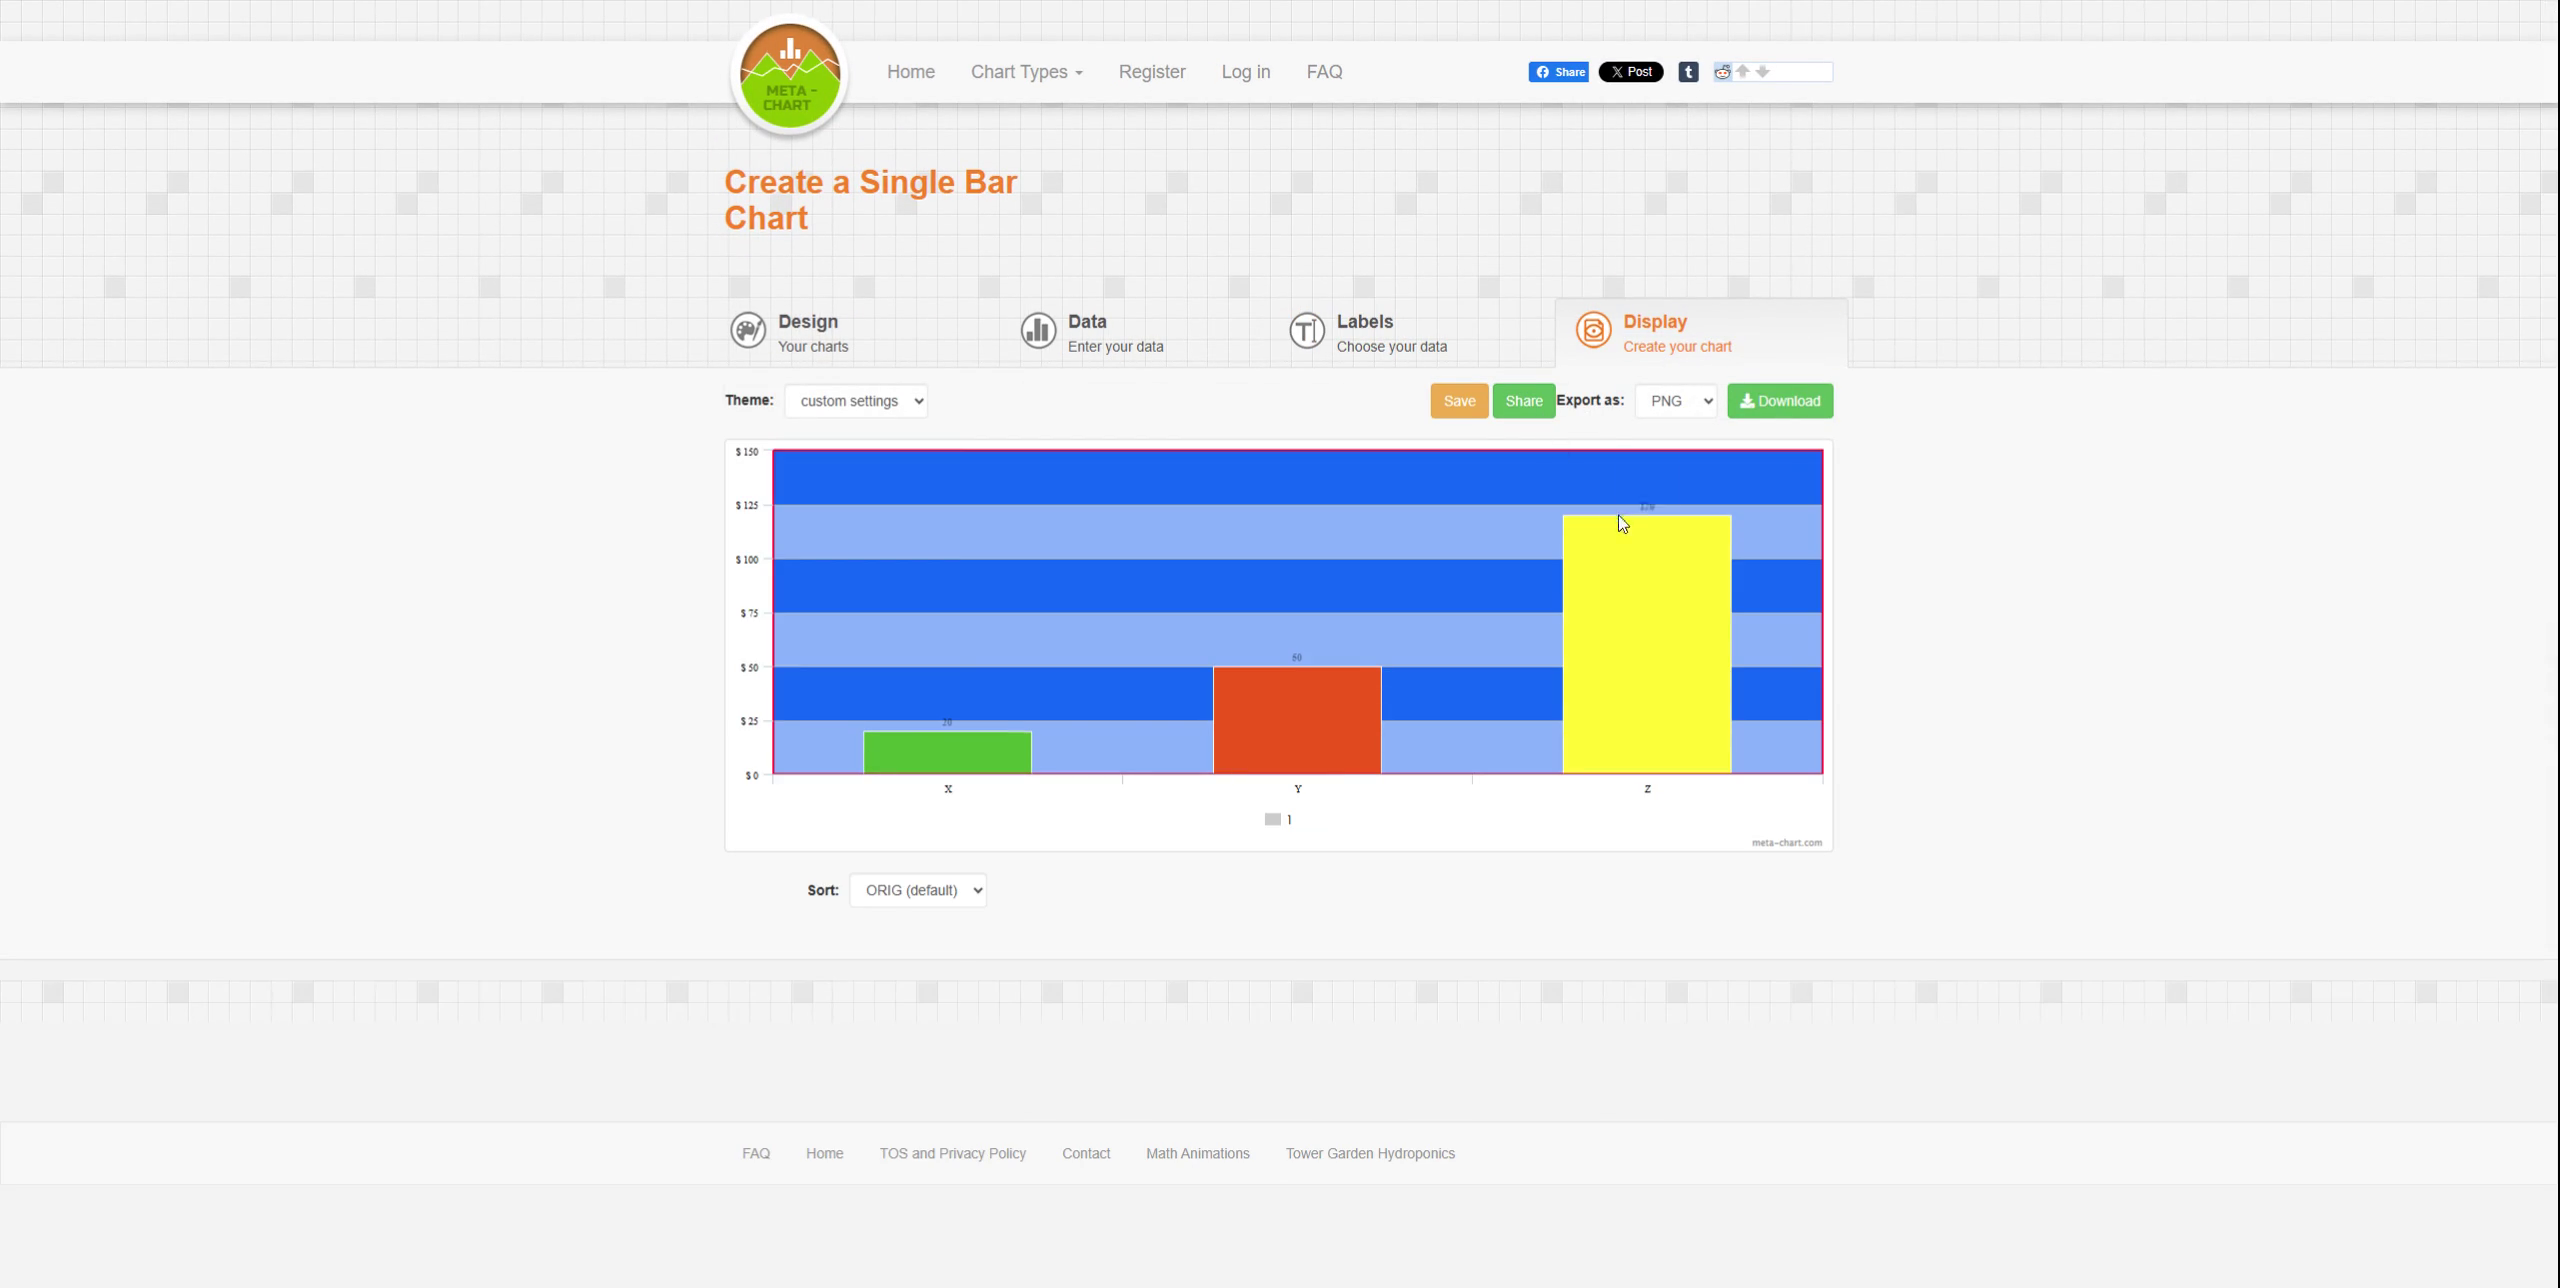 META -
CHART
Home
Chart Types
Register
Log in
FAQ
Share
Post
t
Create a Single Bar
Chart
Design
Your charts
Data
Enter your data
Labels
Choose your data
Display
Create your chart
Theme:
custom settings
Save
Share
Export as:
PNG
Download
$ 150
$ 125
$ 100
$ 75
50
$ 50
20
$ 25
$ 0
X
Y
Z
1
meta-chart.com
Sort:
ORIG (default)
FAQ
Home
TOS and Privacy Policy
Contact
Math Animations
Tower Garden Hydroponics